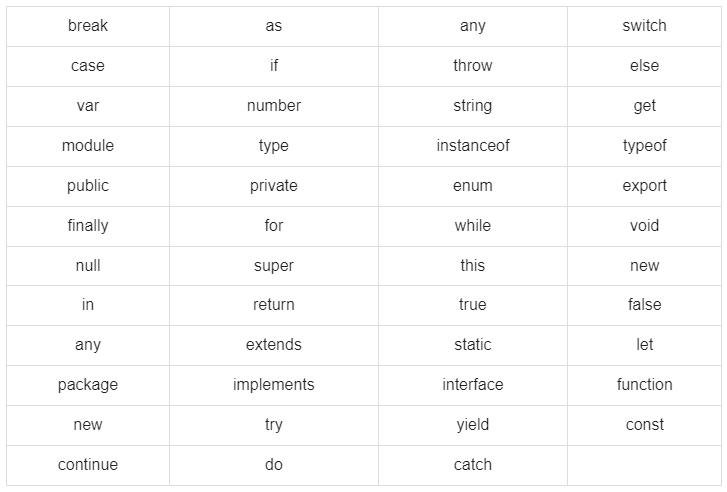 break as any switch
case if throw else
var number string get
module type instanceof typeof
public private enum export
finally for while void
null super this new
in return true false
any extends static let
package implements interface function
new try yield const
continue do catch